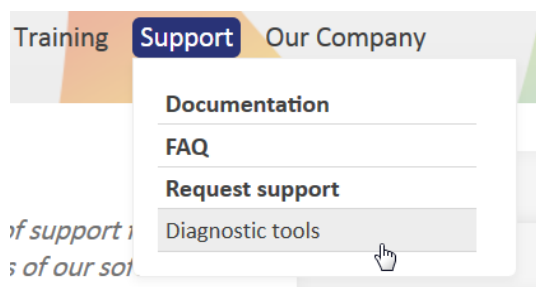 Training Support Our Company
Documentation
FAQ
Request support
of support
Diagnostic tools
s of our sof